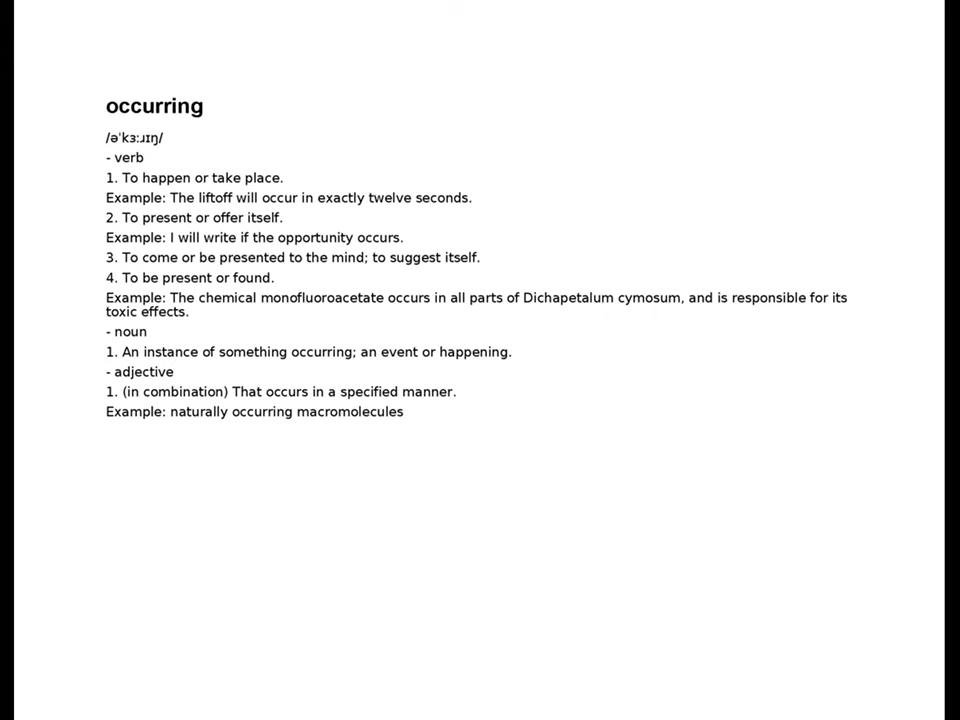 occurring
/əˈkɜːɹɪŋ/
- verb
1. To happen or take place.
Example: The liftoff will occur in exactly twelve seconds.
2. To present or offer itself.
Example: I will write if the opportunity occurs.
3. To come or be presented to the mind; to suggest itself.
4. To be present or found.
Example: The chemical monofluoroacetate occurs in all parts of Dichapetalum cymosum, and is responsible for its
toxic effects.
- noun
1. An instance of something occurring; an event or happening.
- adjective
1. (in combination) That occurs in a specified manner.
Example: naturally occurring macromolecules